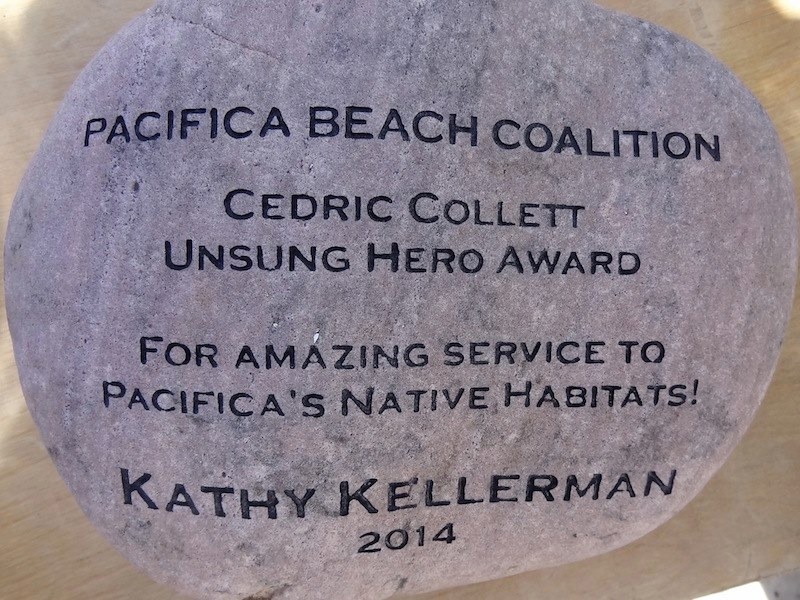 PACIFICA BEACH COALITION
CEDRIC COLLETT
UNSUNG HERO AWARD
FOR AMAZING SERVICE TO
PACIFICA'S NATIVE HABITATS!
KATHY KELLERMAN
2014